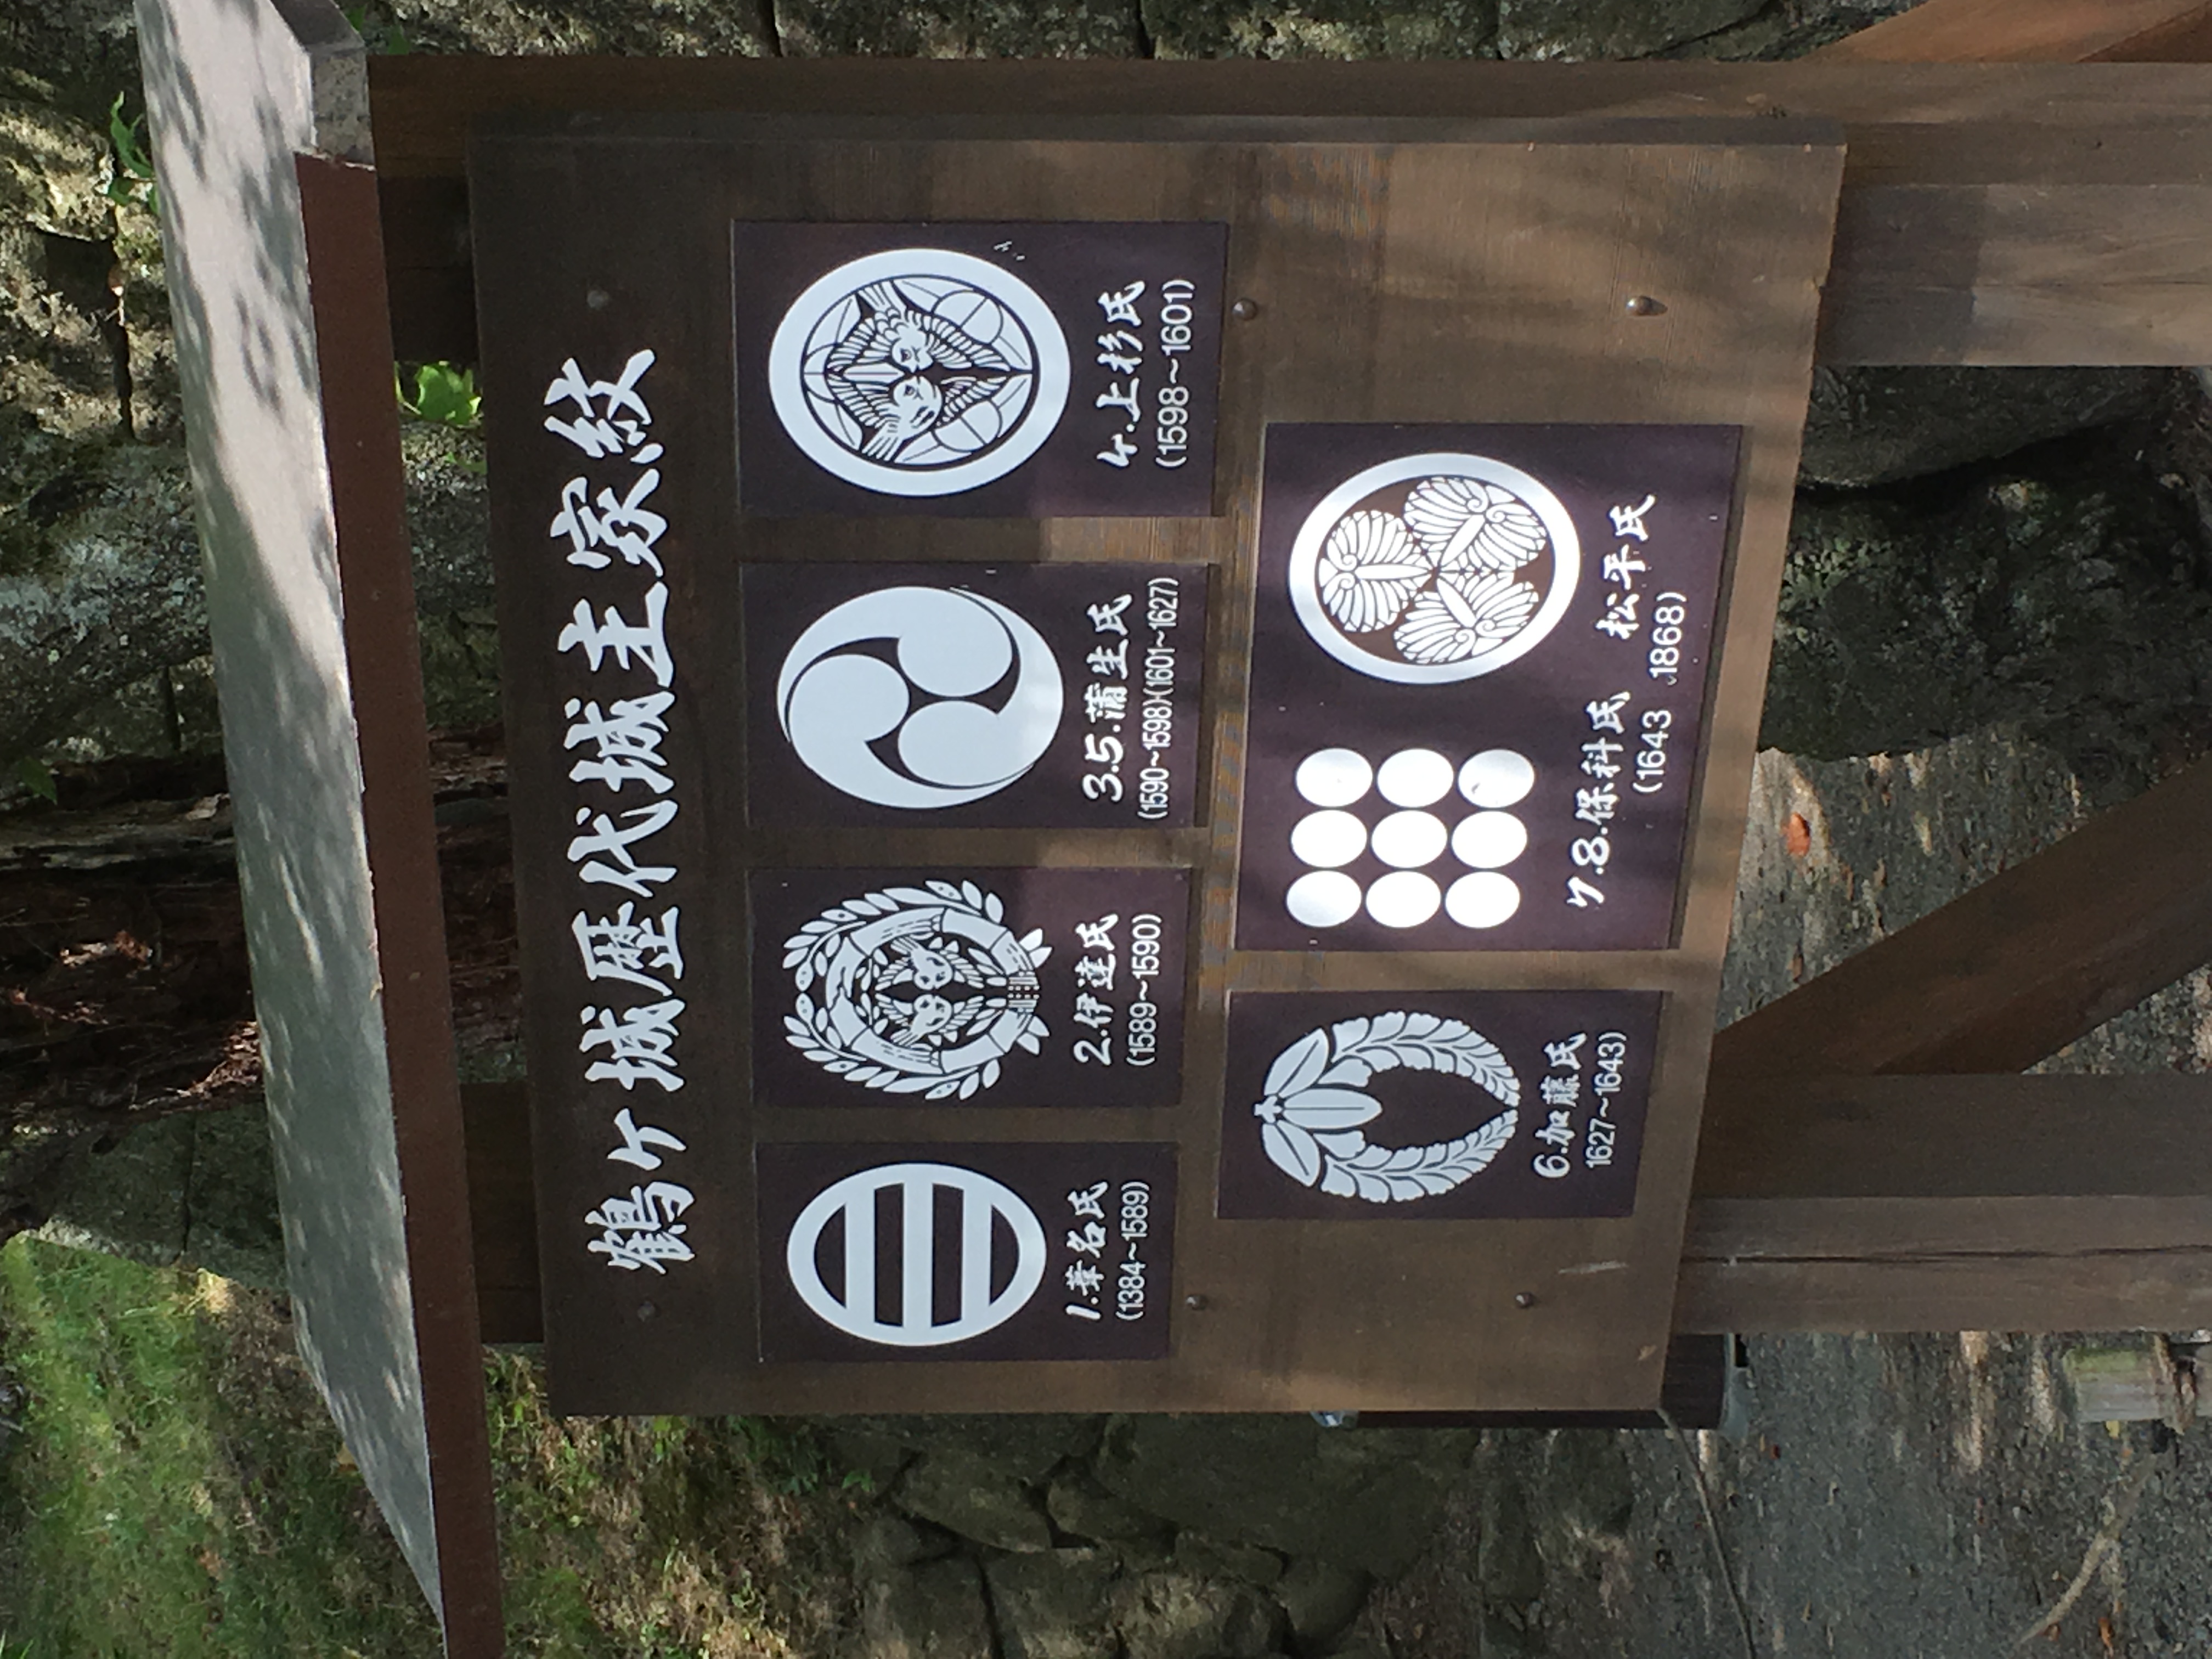 鶴ヶ城歴代城主家紋
1.葦名氏
(1384~1589)
2.伊達氏
(1589~1590)
3.5.蒲生氏
(1590~1598)(1601~1627)
4.上杉氏
(1598~1601)
6.加藤氏
1627~1643)
7.8.保科氏 松平氏
(1643 1868)